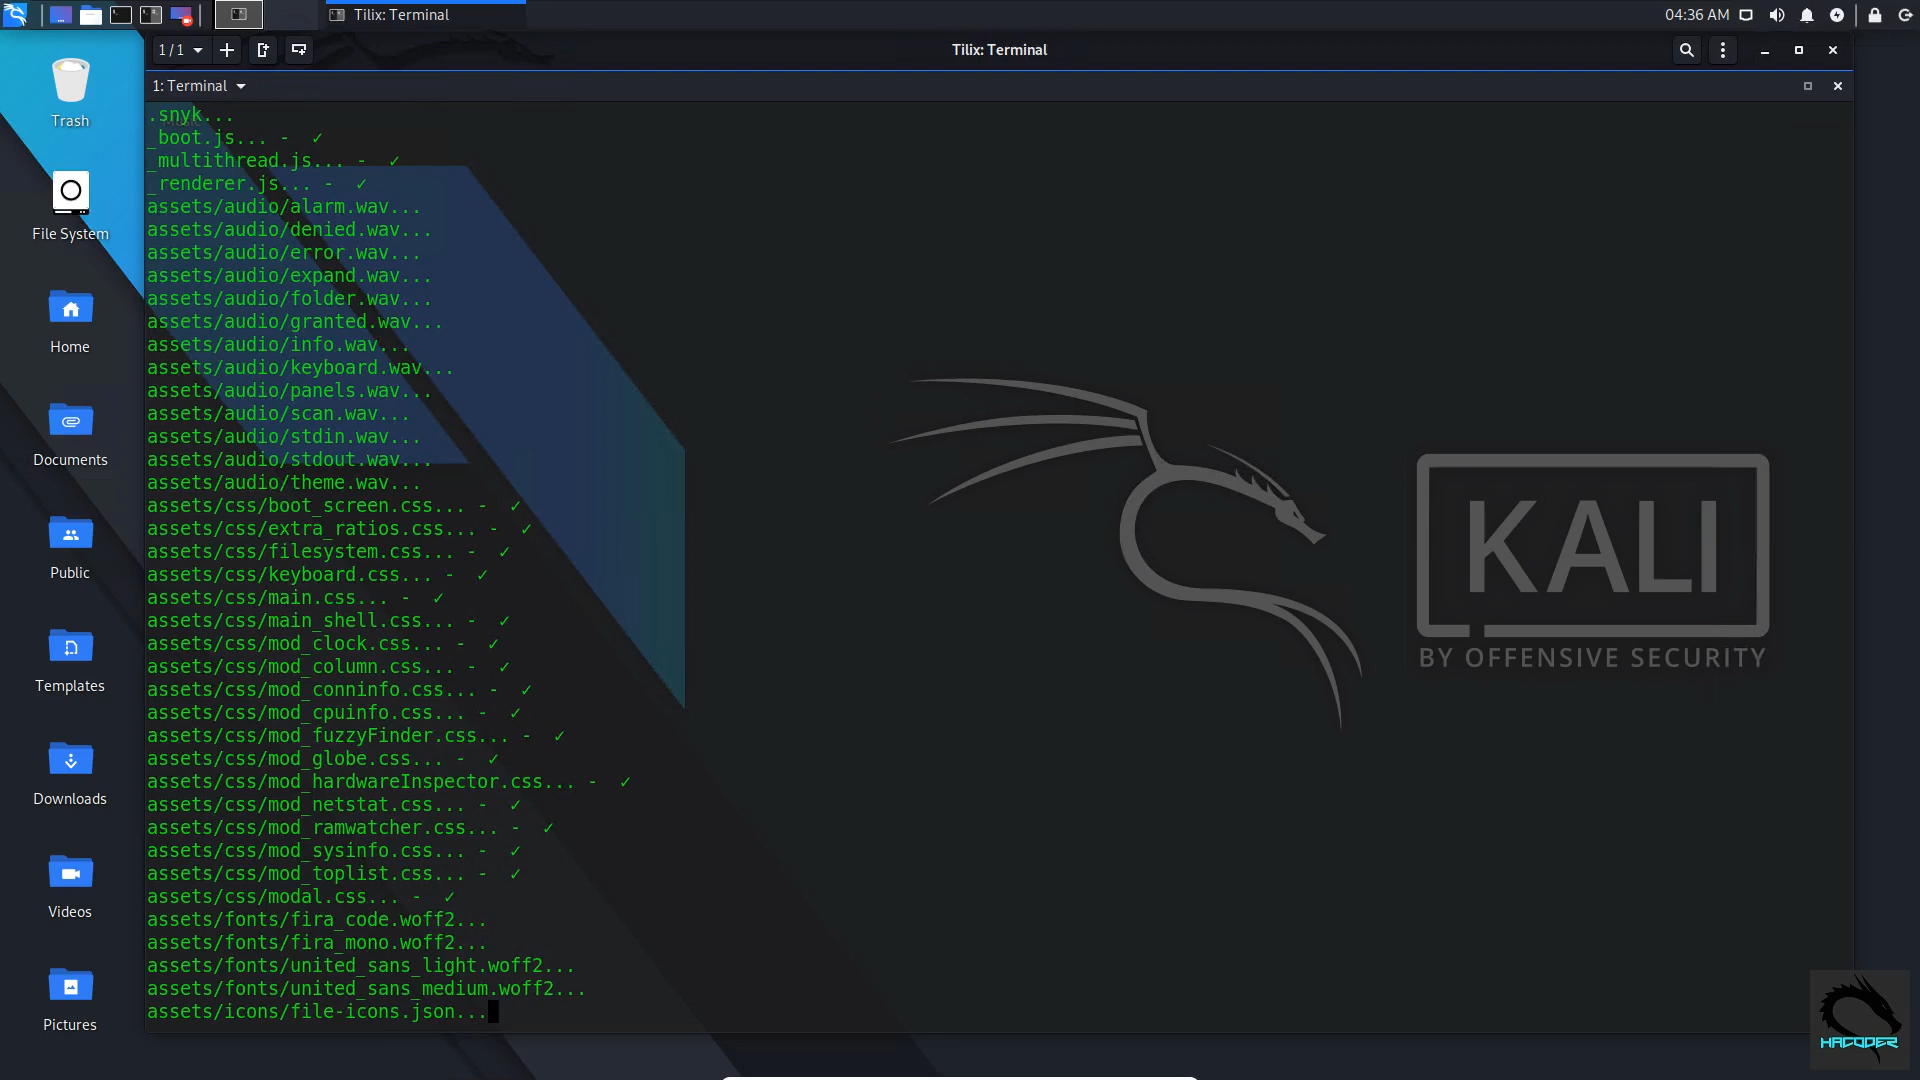 Tilix: Terminal
04:36 AM
1 / 1
Tilix: Terminal
1: Terminal
Trash
File System
Home
Documents
Public
Templates
Downloads
Videos
Pictures
.snyk...
_boot.js... -  ✓
_multithread.js... -  ✓
_renderer.js... -  ✓
assets/audio/alarm.wav...
assets/audio/denied.wav...
assets/audio/error.wav...
assets/audio/expand.wav...
assets/audio/folder.wav...
assets/audio/granted.wav...
assets/audio/info.wav...
assets/audio/keyboard.wav...
assets/audio/panels.wav...
assets/audio/scan.wav...
assets/audio/stdin.wav...
assets/audio/stdout.wav...
assets/audio/theme.wav...
assets/css/boot_screen.css... -  ✓
assets/css/extra_ratios.css... -  ✓
assets/css/filesystem.css... -  ✓
assets/css/keyboard.css... -  ✓
assets/css/main.css... -  ✓
assets/css/main_shell.css... -  ✓
assets/css/mod_clock.css... -  ✓
assets/css/mod_column.css... -  ✓
assets/css/mod_conninfo.css... -  ✓
assets/css/mod_cpuinfo.css... -  ✓
assets/css/mod_fuzzyFinder.css... -  ✓
assets/css/mod_globe.css... -  ✓
assets/css/mod_hardwareInspector.css... -  ✓
assets/css/mod_netstat.css... -  ✓
assets/css/mod_ramwatcher.css... -  ✓
assets/css/mod_sysinfo.css... -  ✓
assets/css/mod_toplist.css... -  ✓
assets/css/modal.css... -  ✓
assets/fonts/fira_code.woff2...
assets/fonts/fira_mono.woff2...
assets/fonts/united_sans_light.woff2...
assets/fonts/united_sans_medium.woff2...
assets/icons/file-icons.json...
KALI
BY OFFENSIVE SECURITY
HACODER